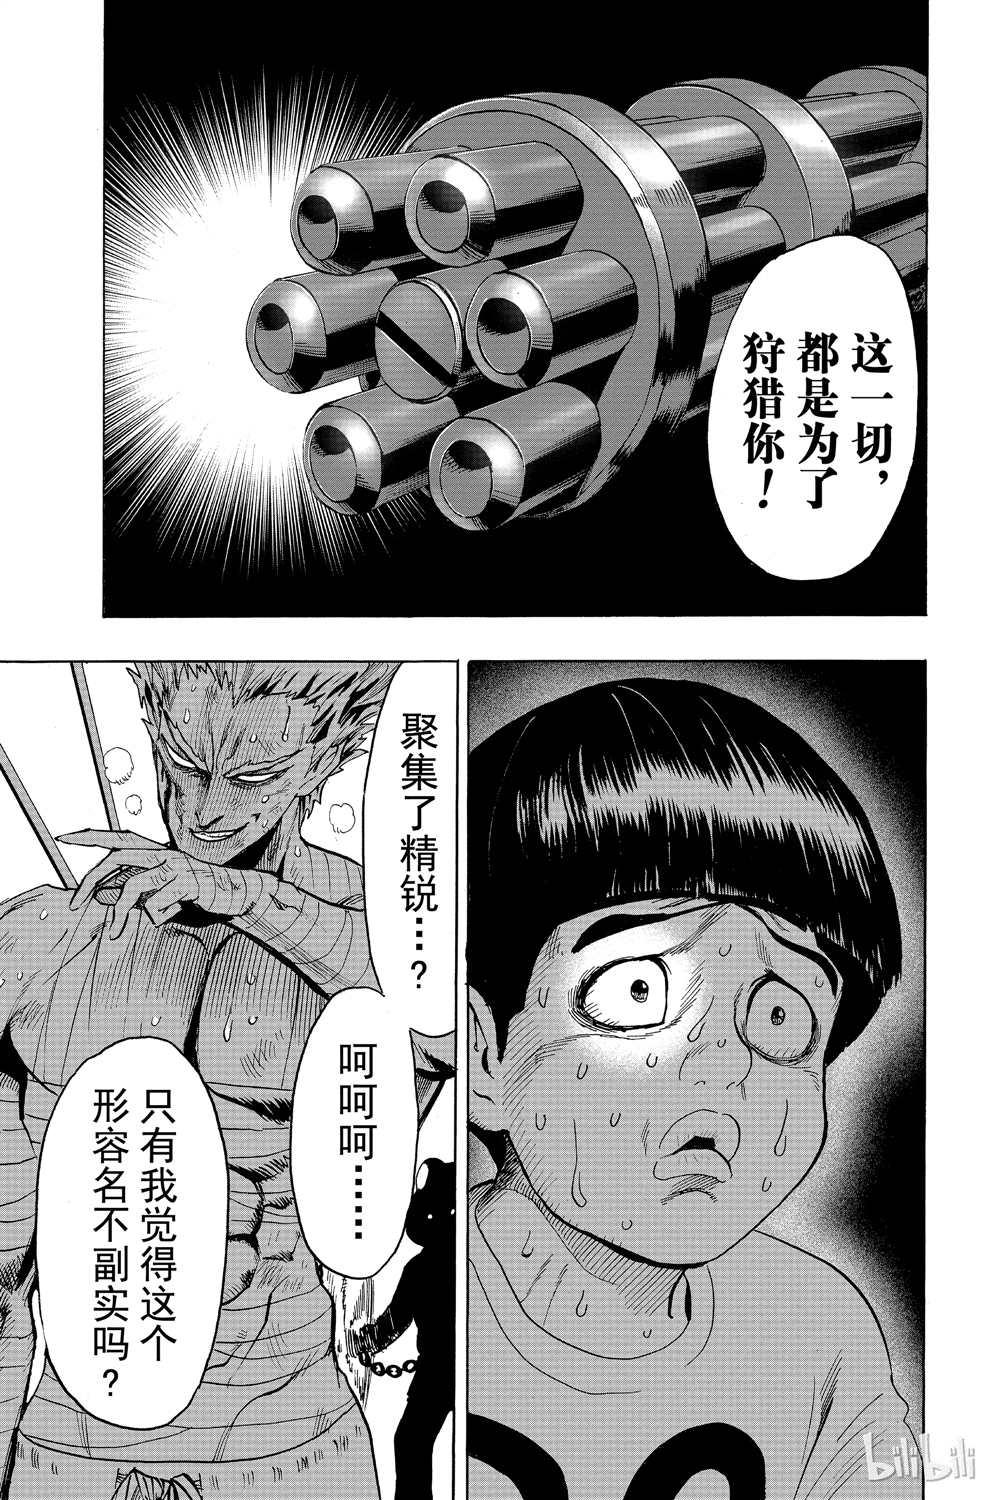 这一切，
都是为了
狩猎你！
聚集了精锐…？
呵呵呵……
只有我觉得这个
形容名不副实吗？
bilibili